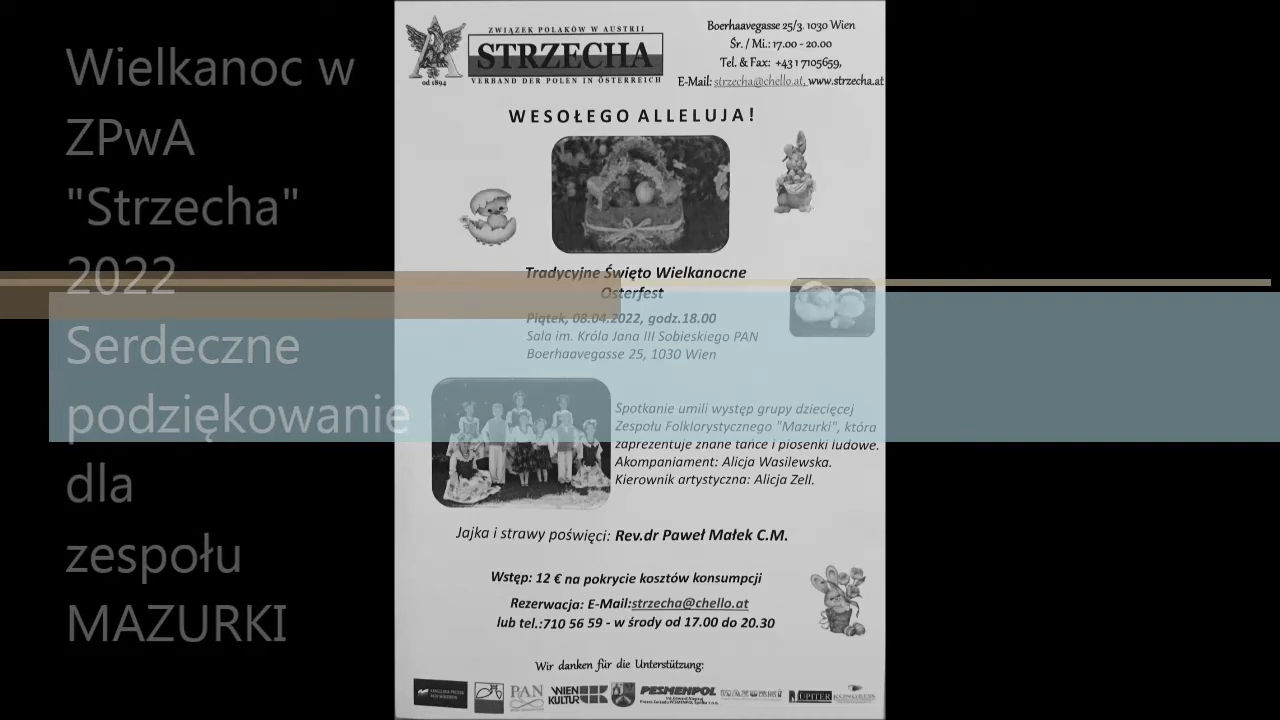 Wielkanoc w
ZPwA
"Strzecha"
2022
Serdeczne
podziękowanie
dla
zespołu
MAZURKI
ZWIĄZEK POLAKÓW W AUSTRII
STRZECHA
VERBAND DER POLEN IN ÖSTERREICH
od 1894
Boerhaavegasse 25/3. 1030 Wien
Śr. / Mi.: 17.00 - 20.00
Tel. & Fax: +43 1 7105659,
E-Mail: strzecha@chello.at, www.strzecha.at
WESOŁEGO ALLELUJA!
Tradycyjne Święto Wielkanocne
Osterfest
Piątek, 08.04.2022, godz.18.00
Sala im. Króla Jana III Sobieskiego PAN
Boerhaavegasse 25, 1030 Wien
Spotkanie umili występ grupy dziecięcej
Zespołu Folklorystycznego "Mazurki", która
zaprezentuje znane tańce i piosenki ludowe.
Akompaniament: Alicja Wasilewska.
Kierownik artystyczna: Alicja Zell.
Jajka i strawy poświęci: Rev.dr Paweł Małek C.M.
Wstęp: 12 € na pokrycie kosztów konsumpcji
Rezerwacja: E-Mail:strzecha@chello.at
lub tel.:710 56 59 - w środy od 17.00 do 20.30
Wir danken für die Unterstützung:
PAN
WIEN
KULTUR
PESMENPOL
MAZURKI
JUPITER
KONGRESS